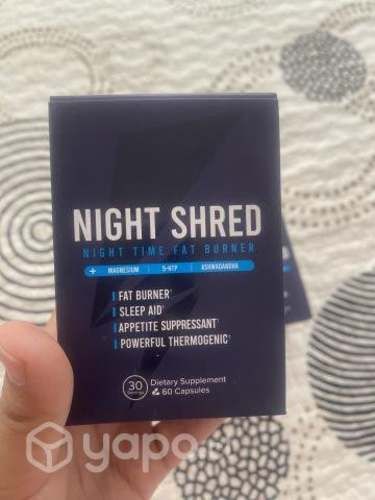 NIGHT SHRED
NIGHT TIME FAT BURNER
+ MAGNESIUM | 5-HTP | ASHWAGANDHA
FAT BURNER*
SLEEP AID*
APPETITE SUPPRESSANT*
POWERFUL THERMOGENIC*
30
Dietary Supplement
60 Capsules
yapo